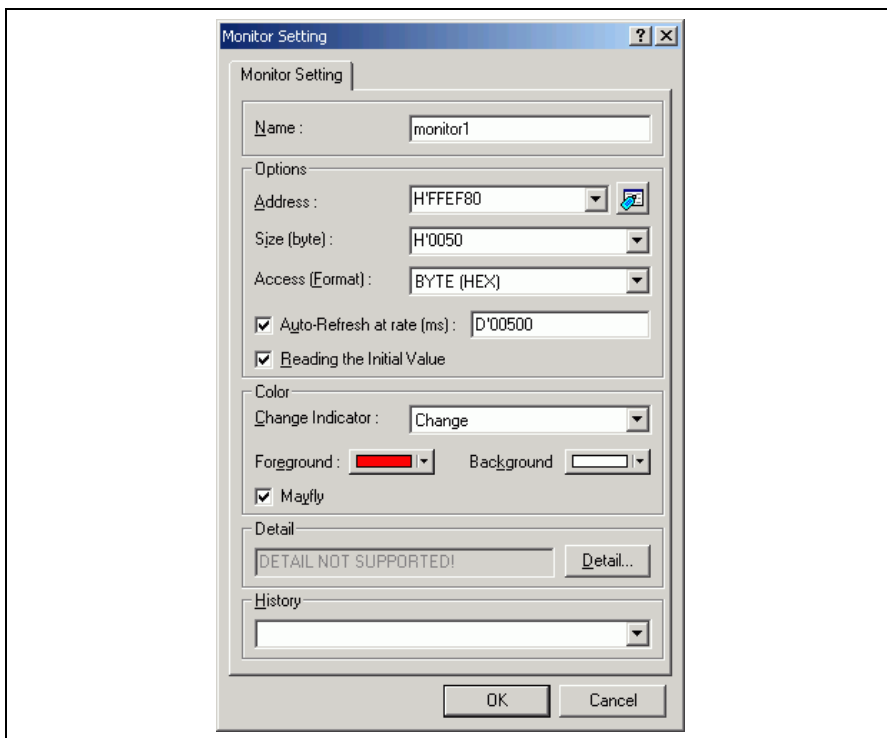 Monitor Setting
Monitor Setting
Name : monitor1
Options
Address : H'FFEF80
Size (byte) : H'0050
Access (Format) : BYTE (HEX)
Auto-Refresh at rate (ms) : D'00500
Reading the Initial Value
Color
Change Indicator : Change
Foreground : Background
Mayfly
Detail
DETAIL NOT SUPPORTED! Detail...
History
OK Cancel